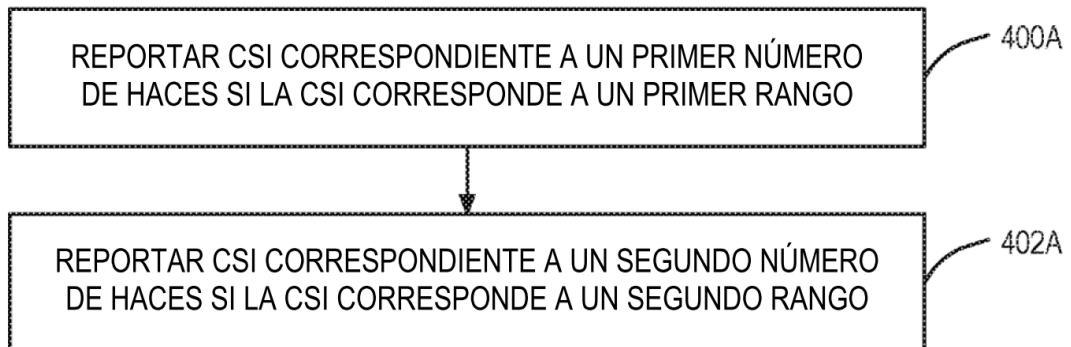 REPORTAR CSI CORRESPONDIENTE A UN PRIMER NÚMERO
DE HACES SI LA CSI CORRESPONDE A UN PRIMER RANGO
400A
REPORTAR CSI CORRESPONDIENTE A UN SEGUNDO NÚMERO
DE HACES SI LA CSI CORRESPONDE A UN SEGUNDO RANGO
402A